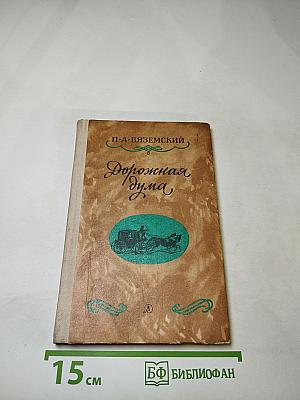 П·А·ВЯЗЕМСКИЙ
Дорожная
дума
Д
15 см
БФ БИБЛИОФАН